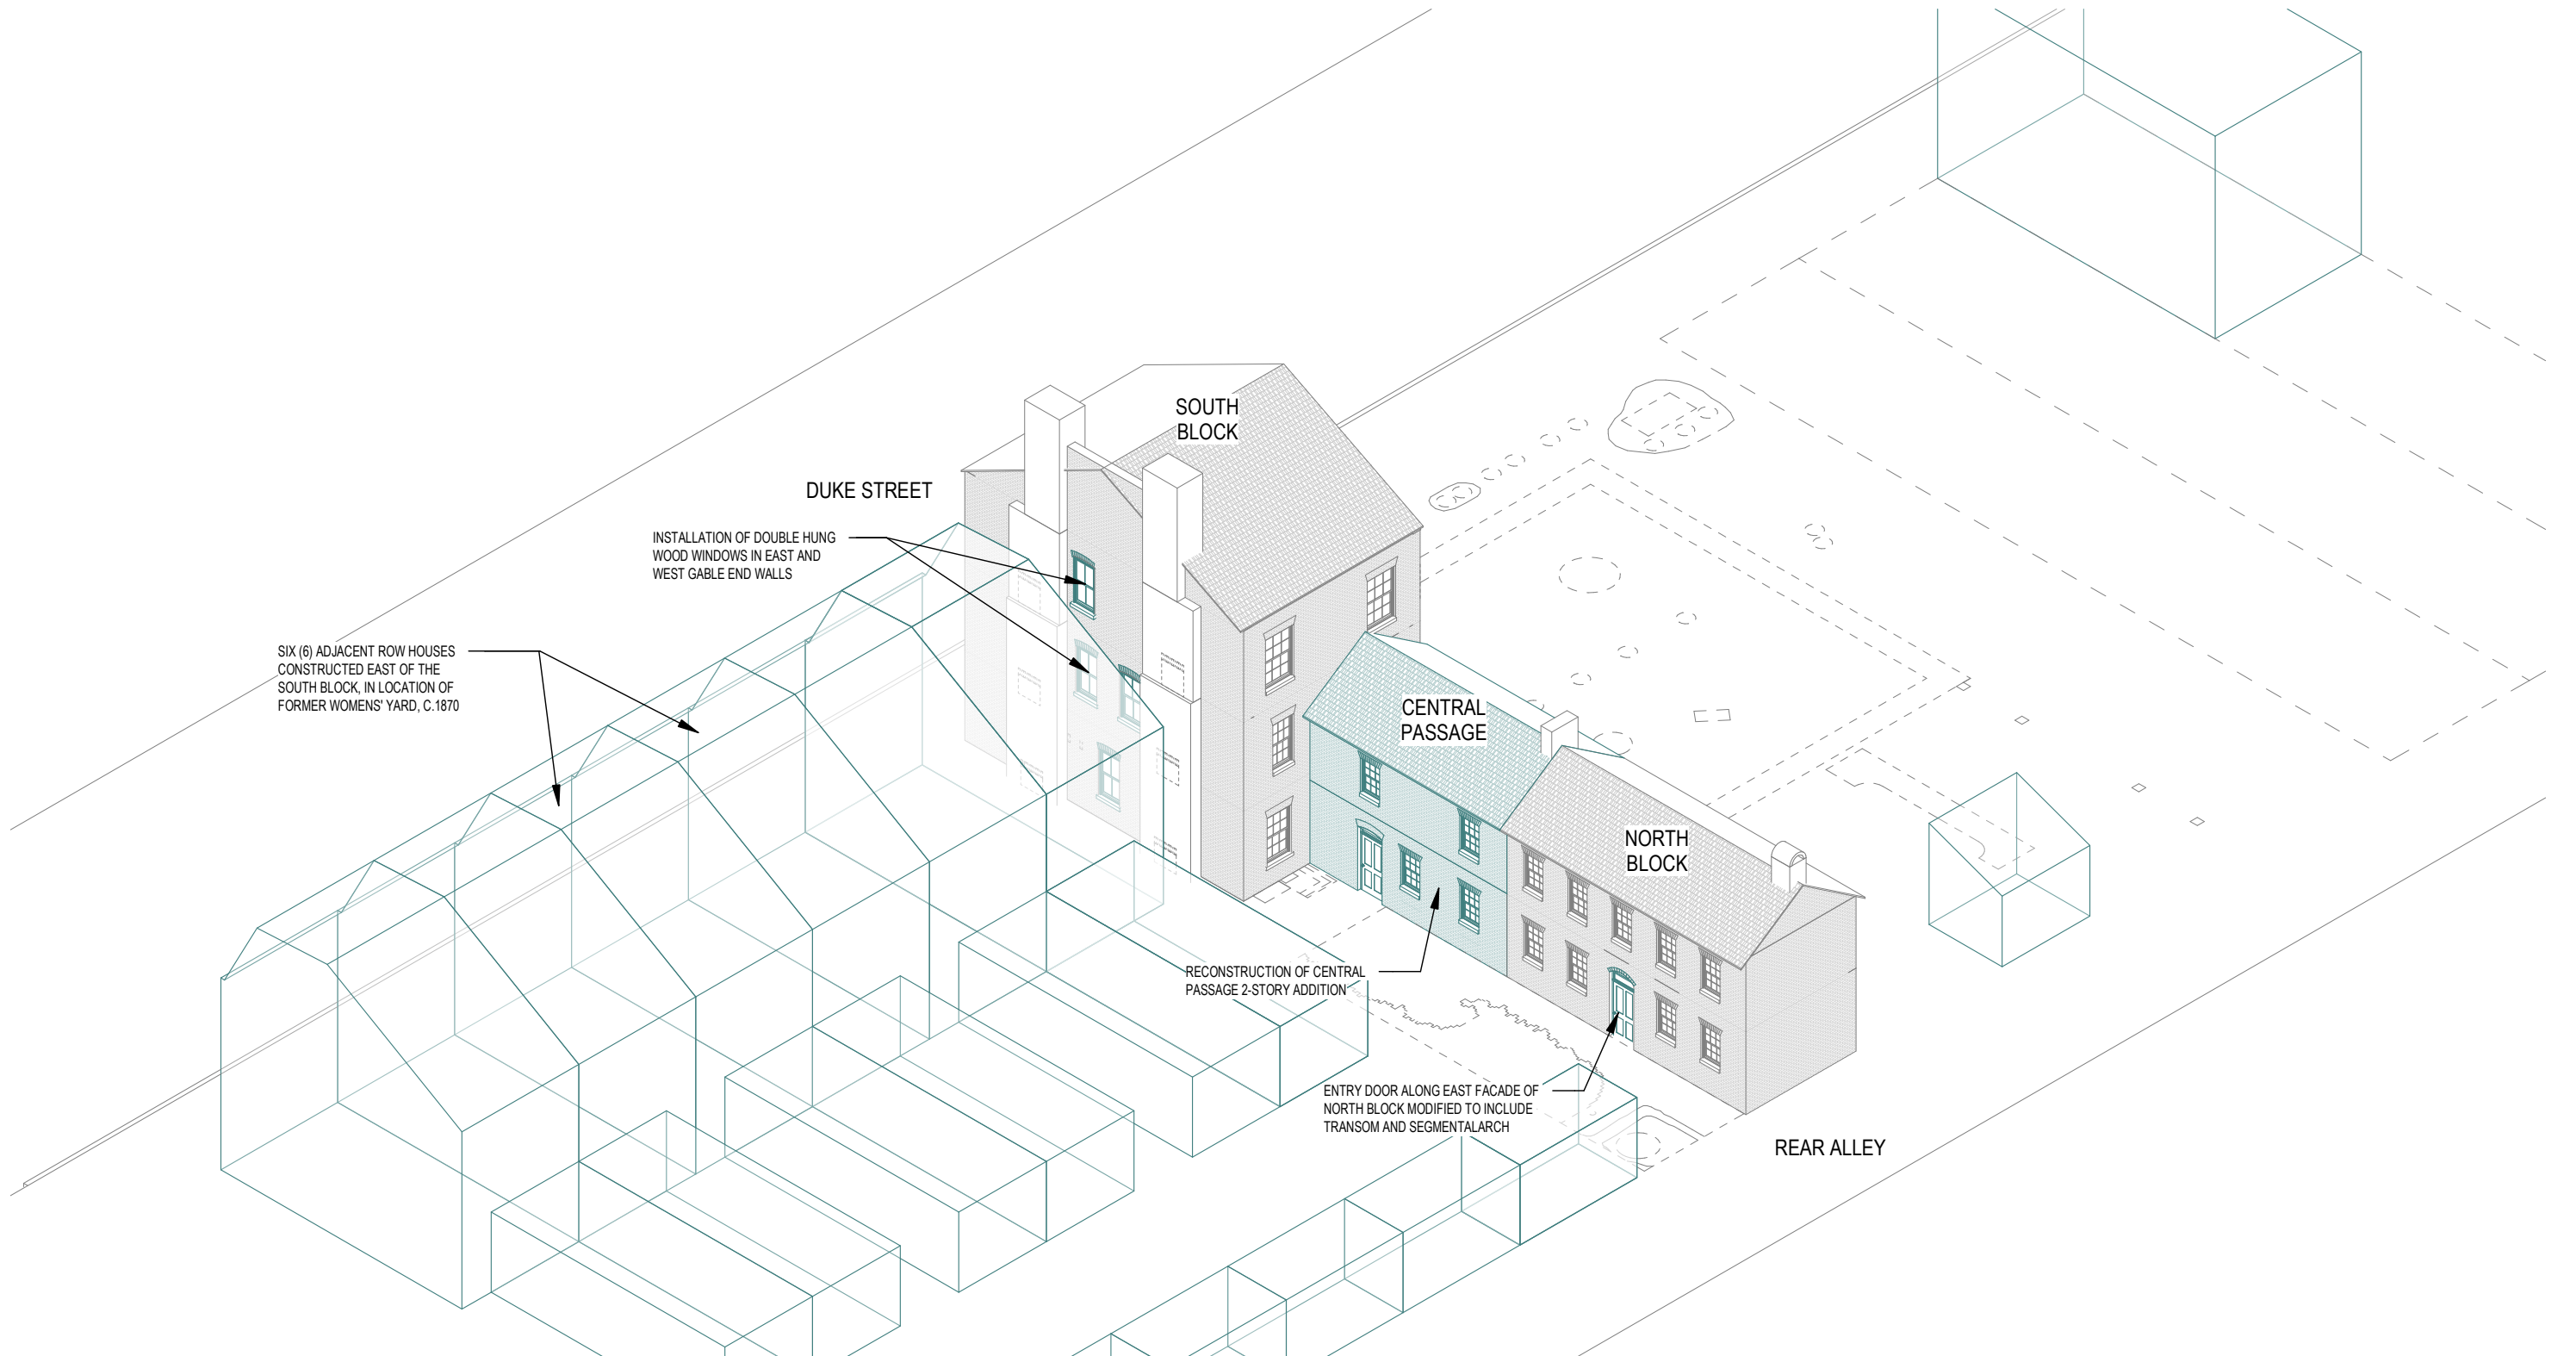 SOUTH
BLOCK
DUKE STREET
INSTALLATION OF DOUBLE HUNG
WOOD WINDOWS IN EAST AND
WEST GABLE END WALLS
SIX (6) ADJACENT ROW HOUSES
CONSTRUCTED EAST OF THE
SOUTH BLOCK, IN LOCATION OF
FORMER WOMENS' YARD, C.1870
CENTRAL
PASSAGE
NORTH
BLOCK
RECONSTRUCTION OF CENTRAL
PASSAGE 2-STORY ADDITION
ENTRY DOOR ALONG EAST FACADE OF
NORTH BLOCK MODIFIED TO INCLUDE
TRANSOM AND SEGMENTALARCH
REAR ALLEY